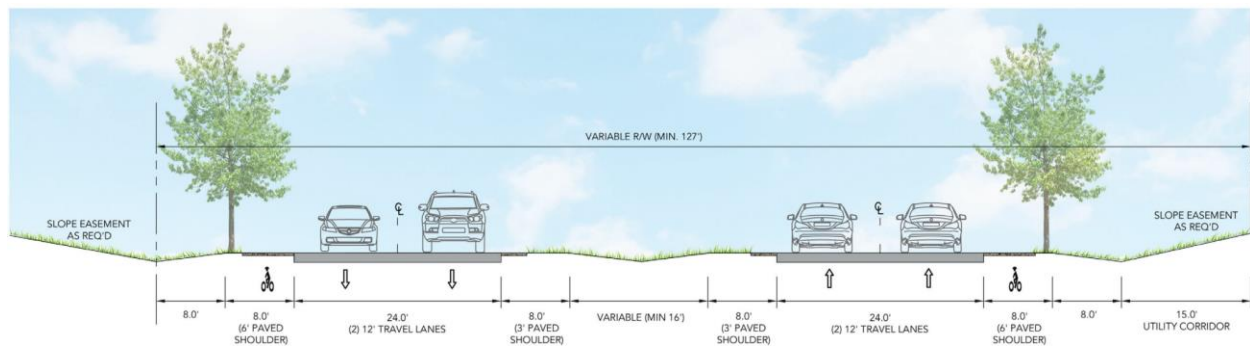 VARIABLE R/W (MIN. 127')
SLOPE EASEMENT
AS REQ'D
℄
℄
SLOPE EASEMENT
AS REQ'D
8.0'
8.0'
(6' PAVED
SHOULDER)
24.0'
(2) 12' TRAVEL LANES
8.0'
(3' PAVED
SHOULDER)
VARIABLE (MIN 16')
8.0'
(3' PAVED
SHOULDER)
24.0'
(2) 12' TRAVEL LANES
8.0'
(6' PAVED
SHOULDER)
8.0'
15.0'
UTILITY CORRIDOR